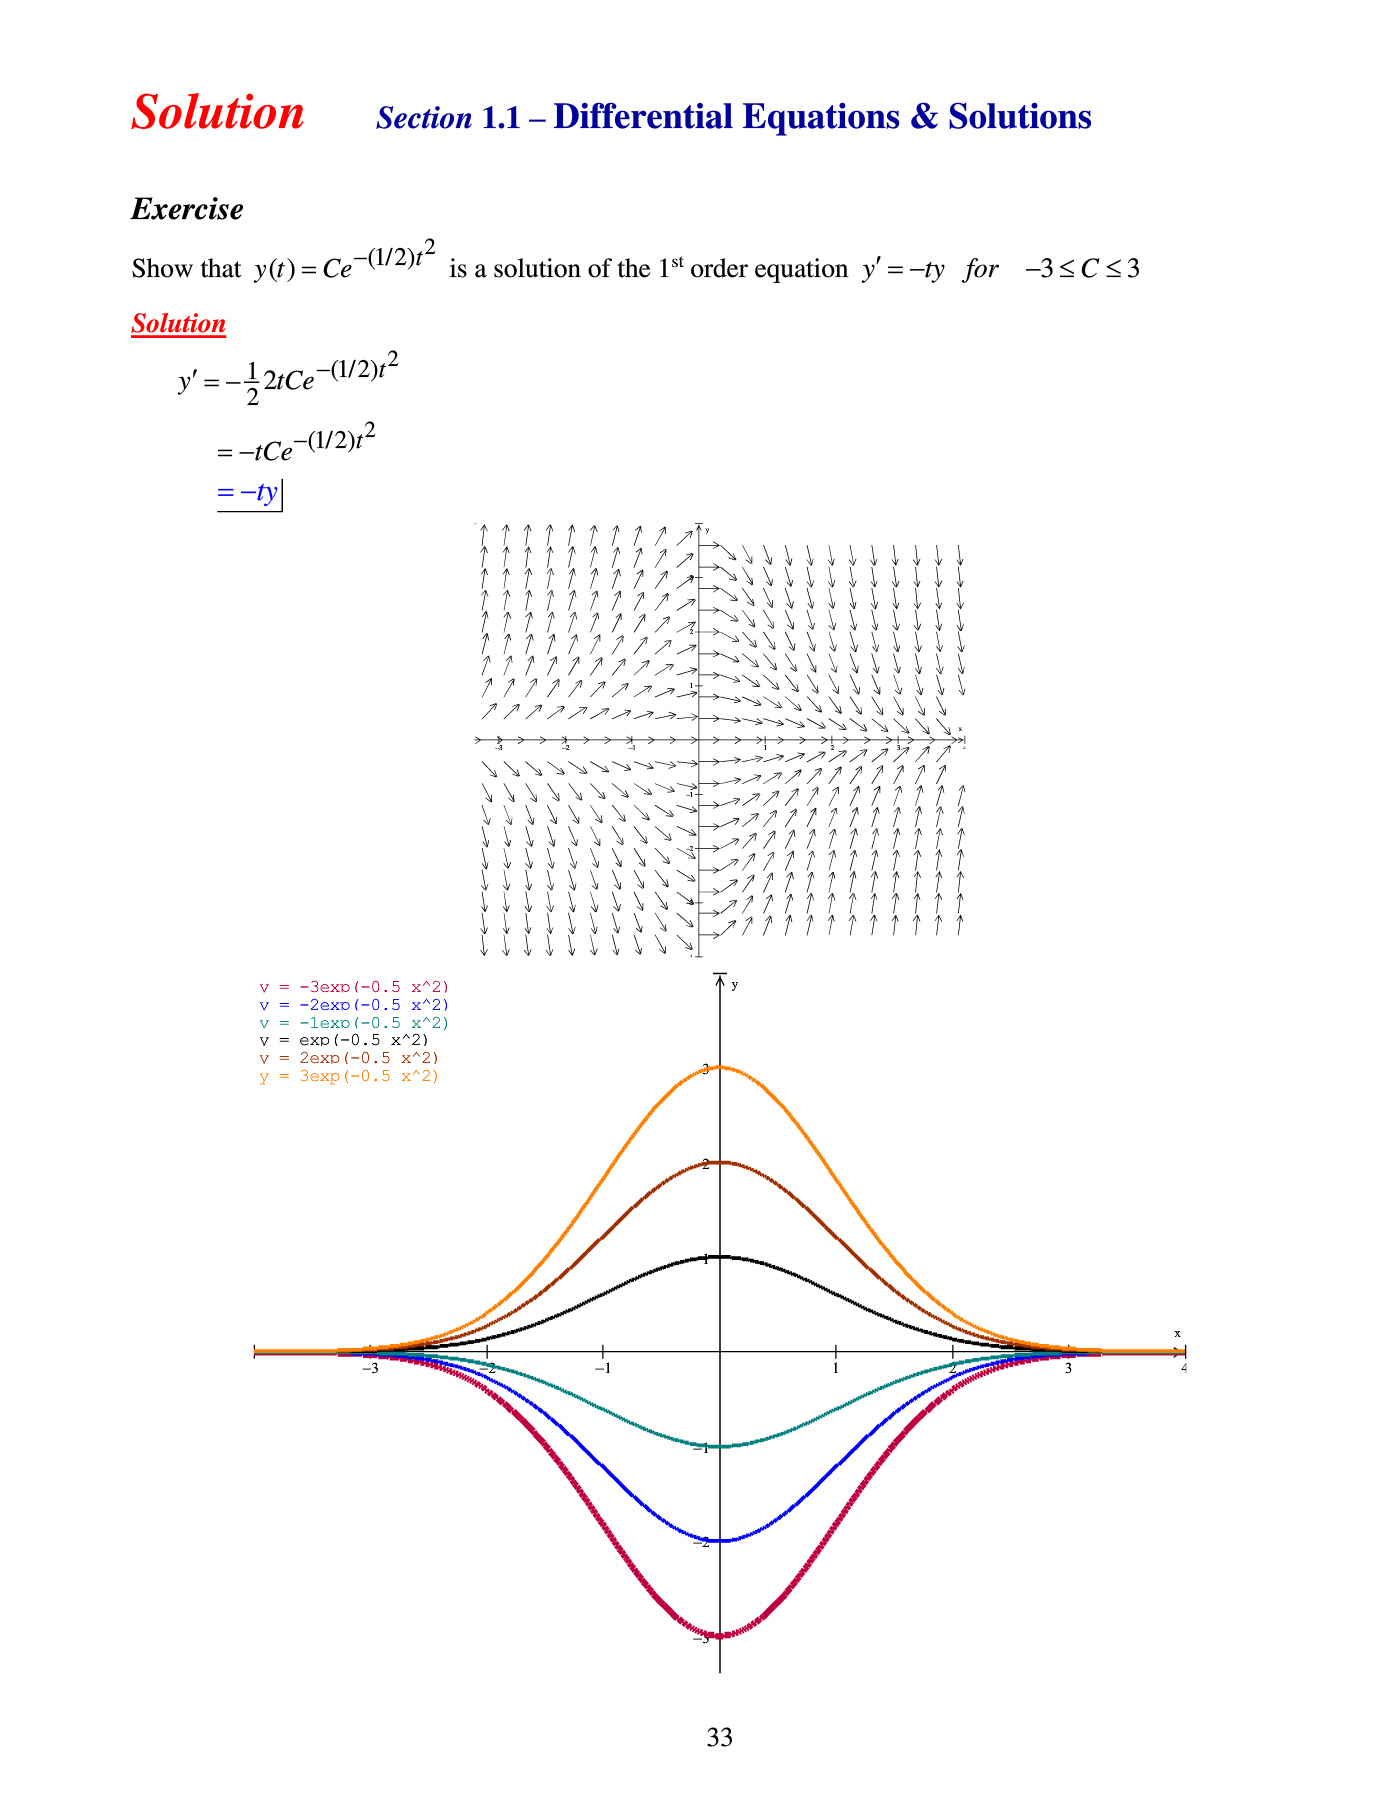 Solution Section 1.1 – Differential Equations & Solutions
Exercise
Show that y(t) = Ce^{−(1/2)t^2} is a solution of the 1st order equation y′ = −ty for −3 ≤ C ≤ 3
Solution
y′ = −\frac{1}{2}2tCe^{−(1/2)t^2}
= −tCe^{−(1/2)t^2}
= −ty
y
2
1
x
−3 −2 −1 1 2 3
−1
−2
v = -3exp(-0.5 x^2)
v = -2exp(-0.5 x^2)
v = -1exp(-0.5 x^2)
v = exp(-0.5 x^2)
v = 2exp(-0.5 x^2)
y = 3exp(-0.5 x^2)
y
3
2
1
x
−3 −2 −1 1 2 3 4
−1
−2
−3
33